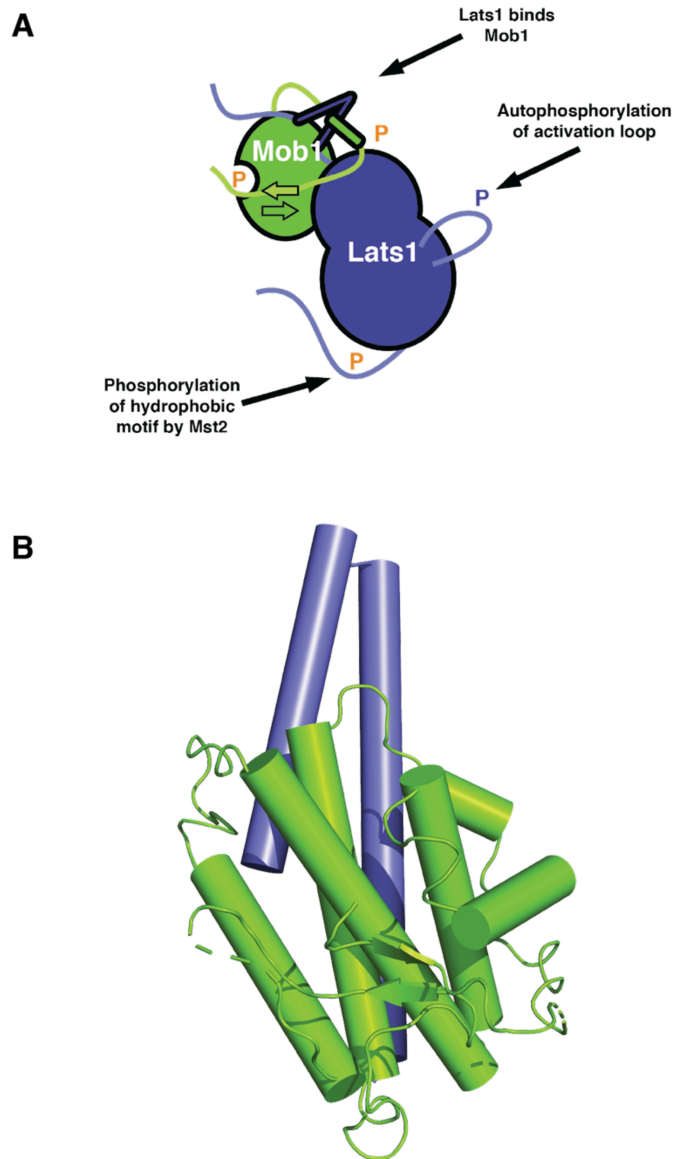 A
Lats1 binds
Mob1
Autophosphorylation
of activation loop
Mob1
P
P
P
Lats1
P
Phosphorylation
of hydrophobic
motif by Mst2
B